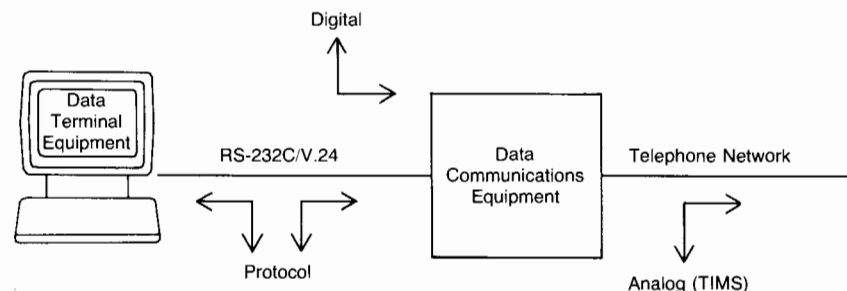 Digital
Data
Terminal
Equipment
RS-232C/V.24
Data
Communications
Equipment
Telephone Network
Protocol
Analog (TIMS)